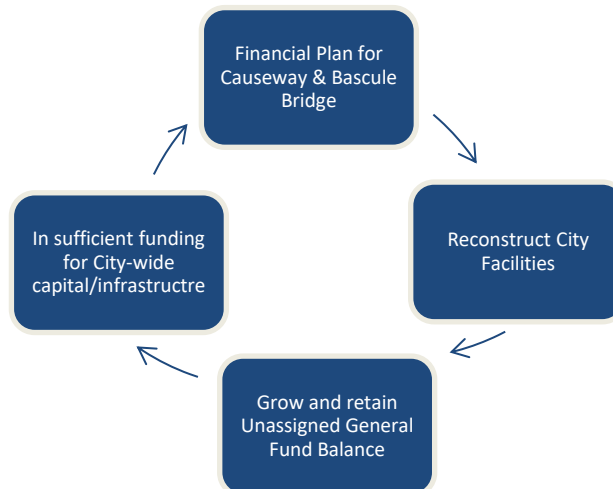 Financial Plan for
Causeway & Bascule
Bridge
Reconstruct City
Facilities
Grow and retain
Unassigned General
Fund Balance
In sufficient funding
for City-wide
capital/infrastructre